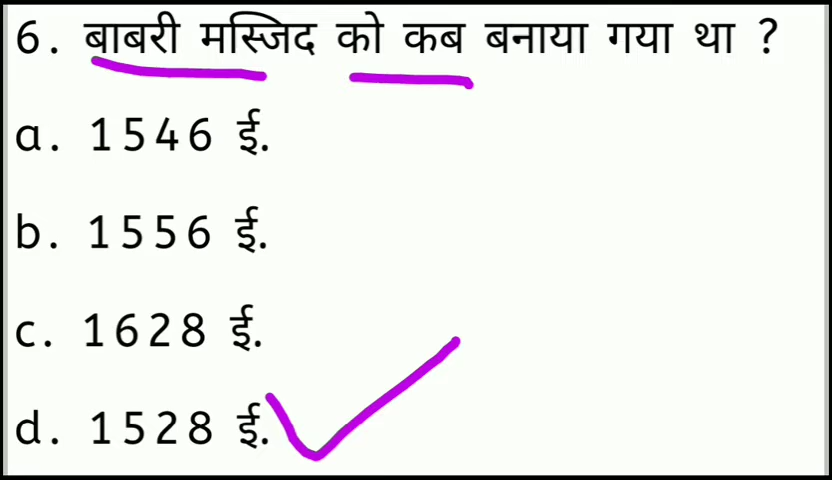 6. बाबरी मस्जिद को कब बनाया गया था ?
a. 1546 ई.
b. 1556 ई.
c. 1628 ई.
d. 1528 ई.